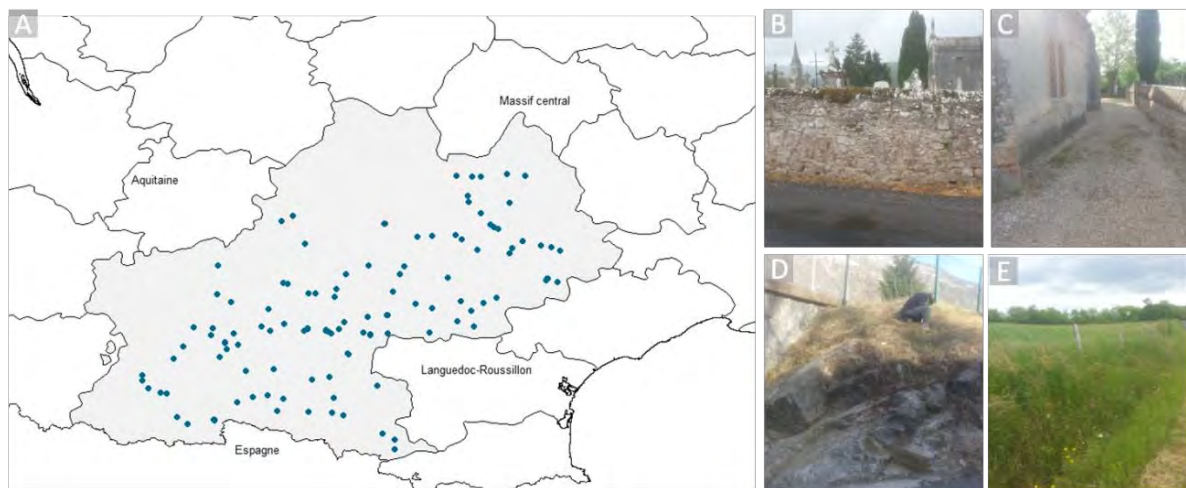 A
Massif central
Aquitaine
Languedoc-Roussillon
Espagne
B
C
D
E